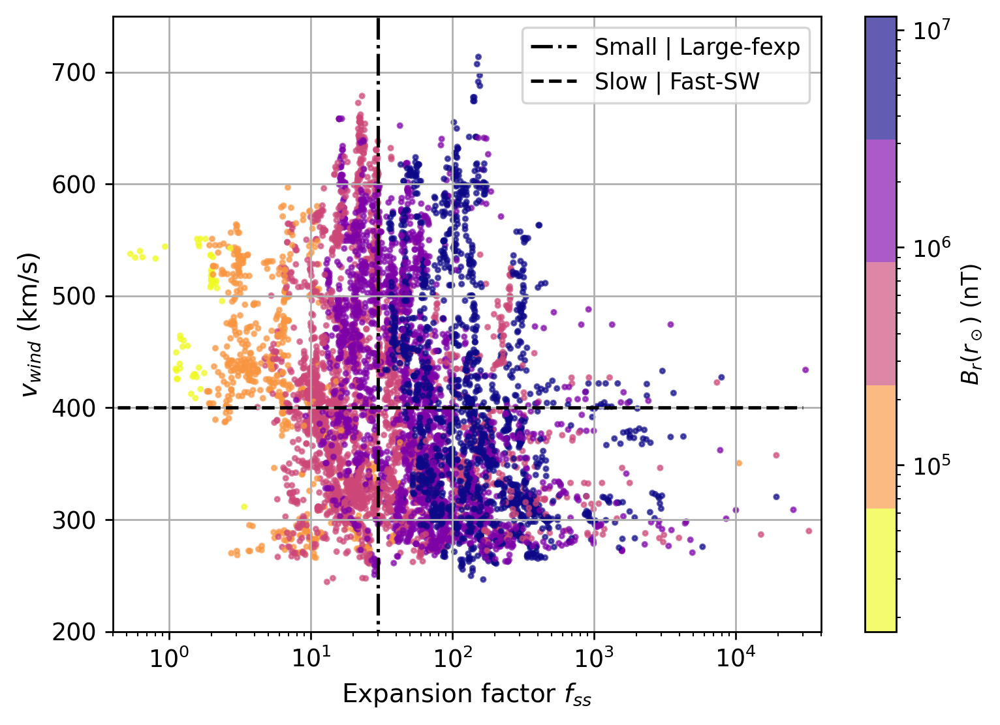 Small | Large-fexp
Slow | Fast-SW
700
600
500
400
300
200
v_wind (km/s)
10^0
10^1
10^2
10^3
10^4
Expansion factor f_ss
10^7
10^6
10^5
B_r(r_⊙) (nT)